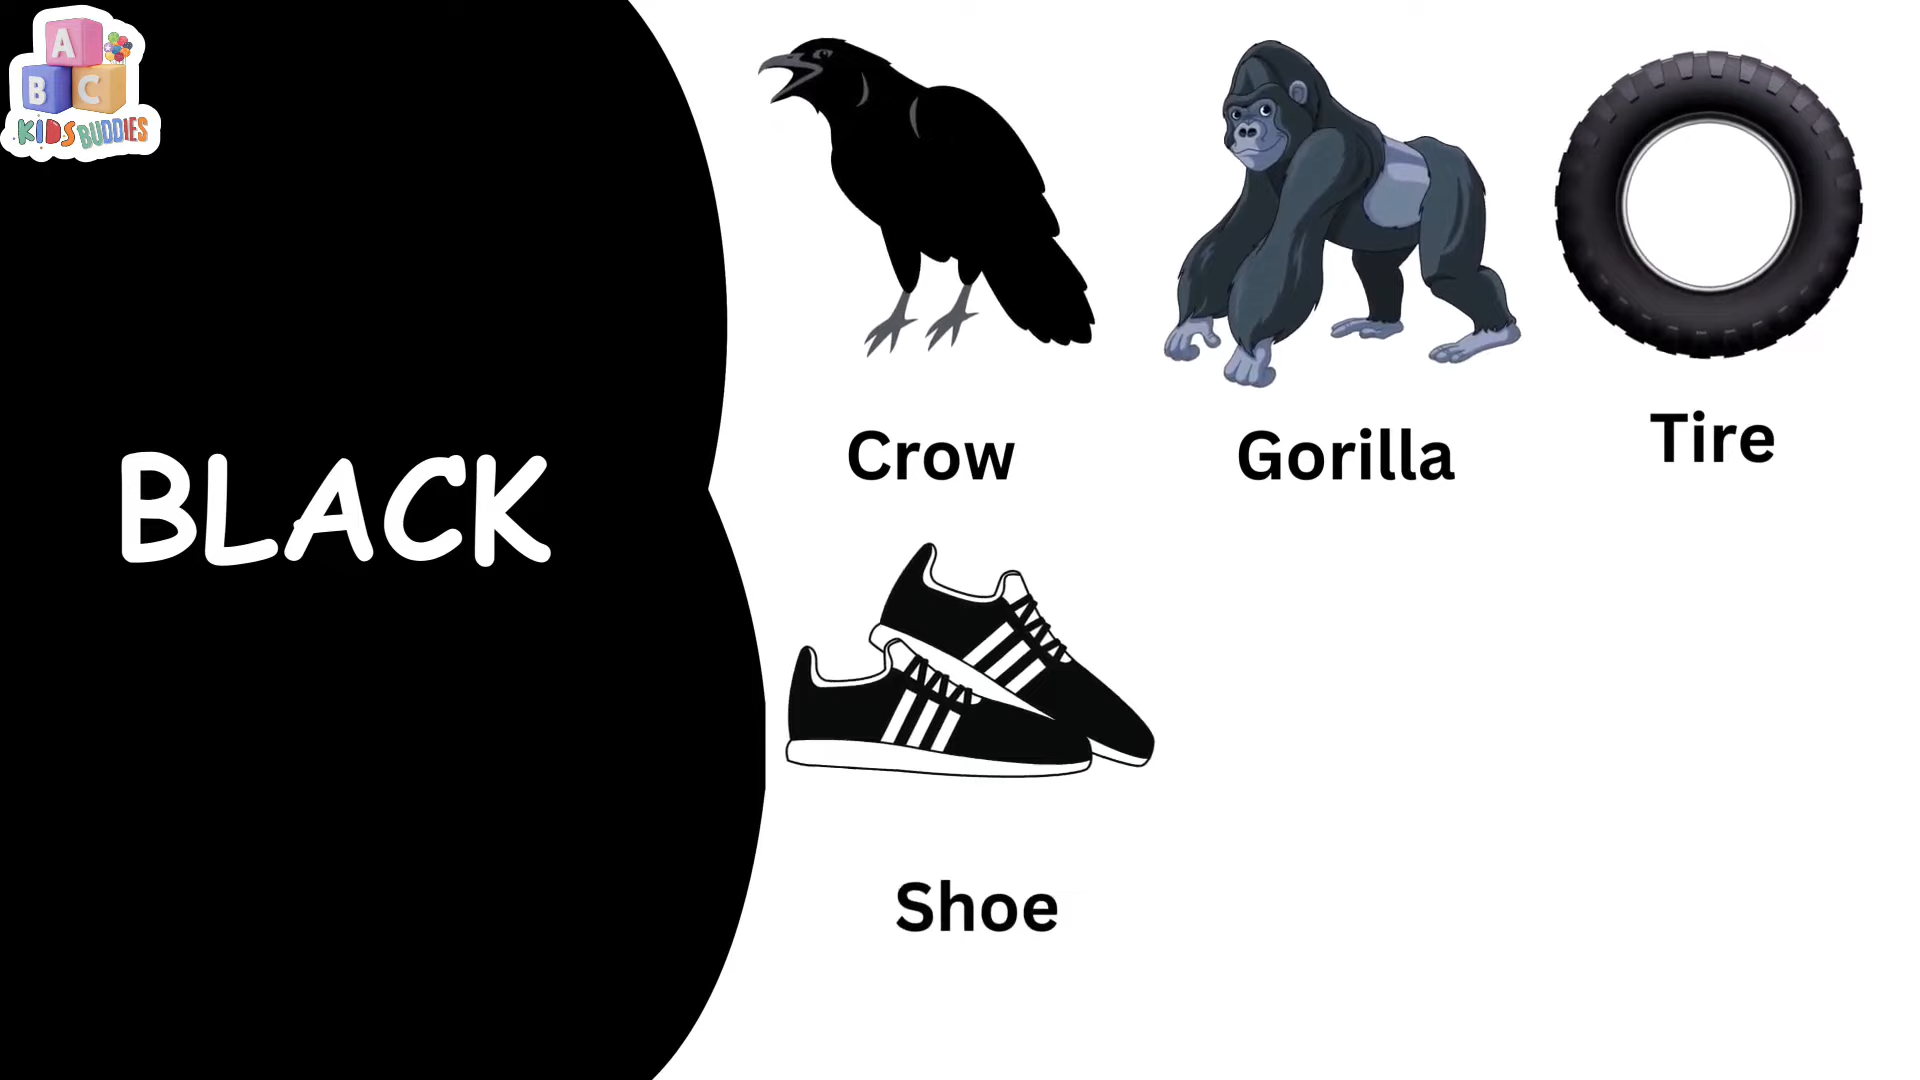 A
B C
KIDS BUDDIES
BLACK
Crow
Gorilla
Tire
Shoe